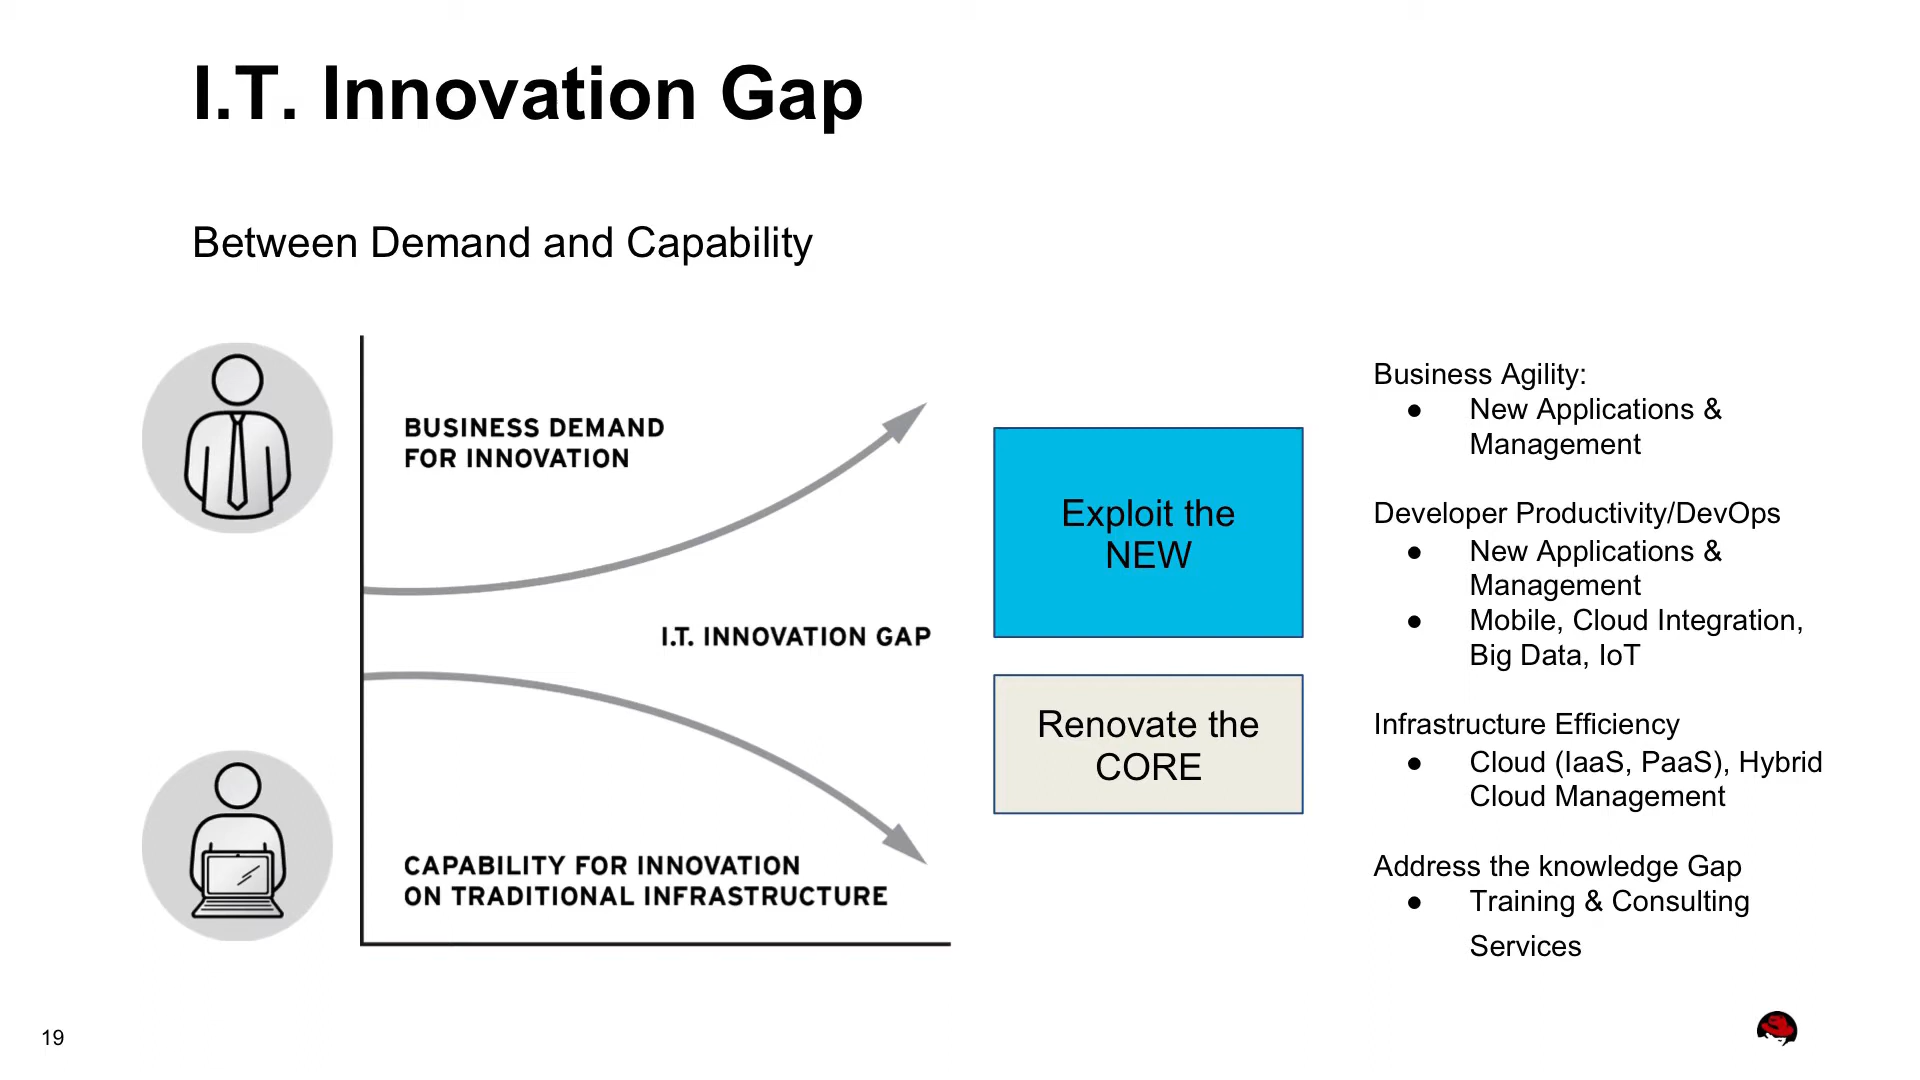 I.T. Innovation Gap
Between Demand and Capability
BUSINESS DEMAND
FOR INNOVATION
I.T. INNOVATION GAP
CAPABILITY FOR INNOVATION
ON TRADITIONAL INFRASTRUCTURE
Exploit the
NEW
Renovate the
CORE
Business Agility:
● New Applications &
Management
Developer Productivity/DevOps
● New Applications &
Management
● Mobile, Cloud Integration,
Big Data, IoT
Infrastructure Efficiency
● Cloud (IaaS, PaaS), Hybrid
Cloud Management
Address the knowledge Gap
● Training & Consulting
Services
19